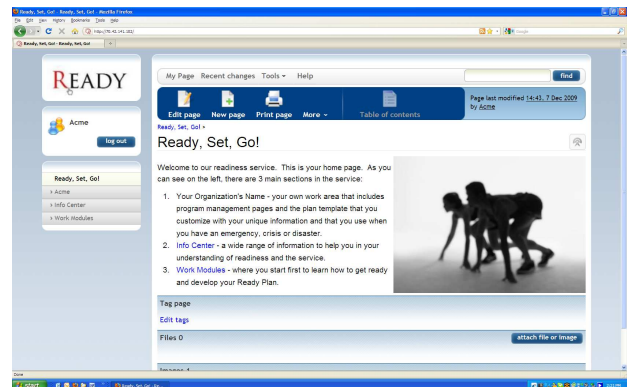 Ready, Set, Go! - Ready, Set, Go! - Mozilla Firefox
File Edit View History Bookmarks Tools Help
Google
Ready, Set, Go! - Ready, Set, Go!
READY
My Page Recent changes Tools Help
find
Edit page New page Print page More Table of contents
Page last modified 14:43, 7 Dec 2009
by Acme
Acme
log out
Ready, Set, Go! >
Ready, Set, Go!
Ready, Set, Go!
> Acme
> Info Center
> Work Modules
Welcome to our readiness service. This is your home page. As you
can see on the left, there are 3 main sections in the service:
1. Your Organization's Name - your own work area that includes
program management pages and the plan template that you
customize with your unique information and that you use when
you have an emergency, crisis or disaster.
2. Info Center - a wide range of information to help you in your
understanding of readiness and the service.
3. Work Modules - where you start first to learn how to get ready
and develop your Ready Plan.
Tag page
Edit tags
Files 0
attach file or image
Images 1
Done
start